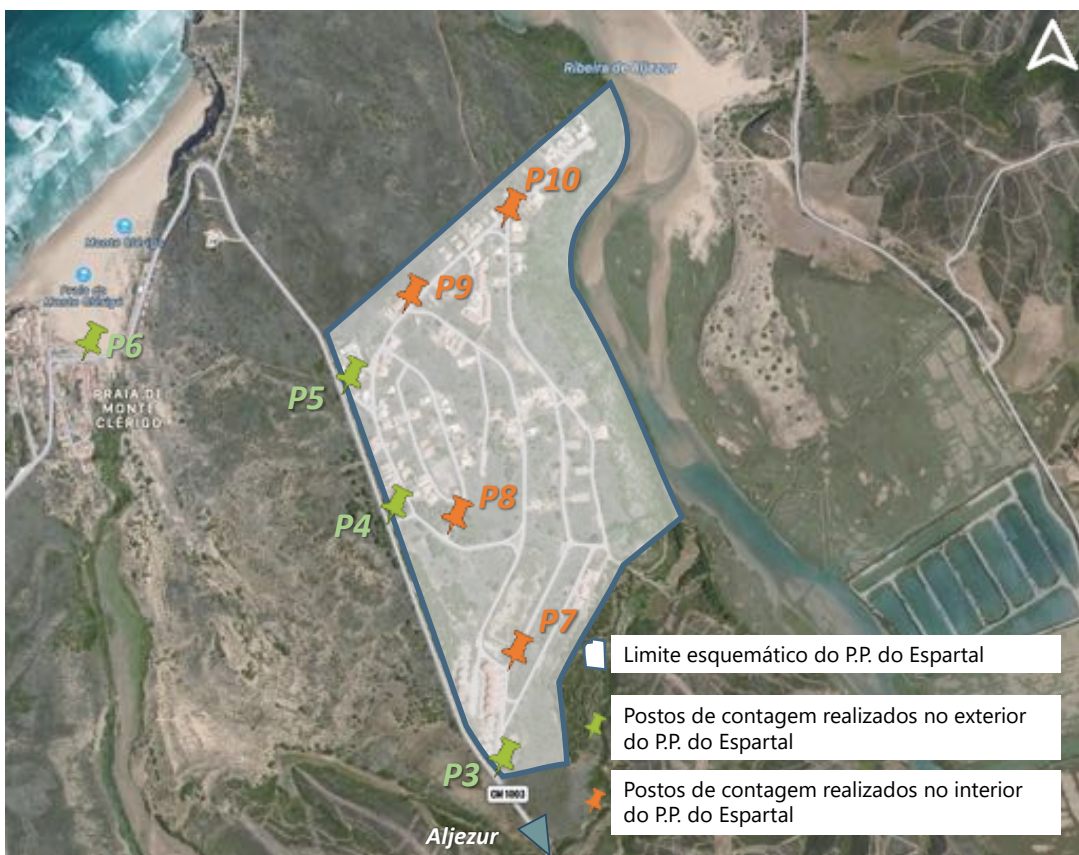 Ribeira de Aljezur
P10
Monte Clérigo
P9
Praia de
Monte Clérigo
P6
P5
PRAIA DE
MONTE
CLÉRIGO
P8
P4
P7
Limite esquemático do P.P. do Espartal
Postos de contagem realizados no exterior
do P.P. do Espartal
P3
CM 1003
Postos de contagem realizados no interior
do P.P. do Espartal
Aljezur